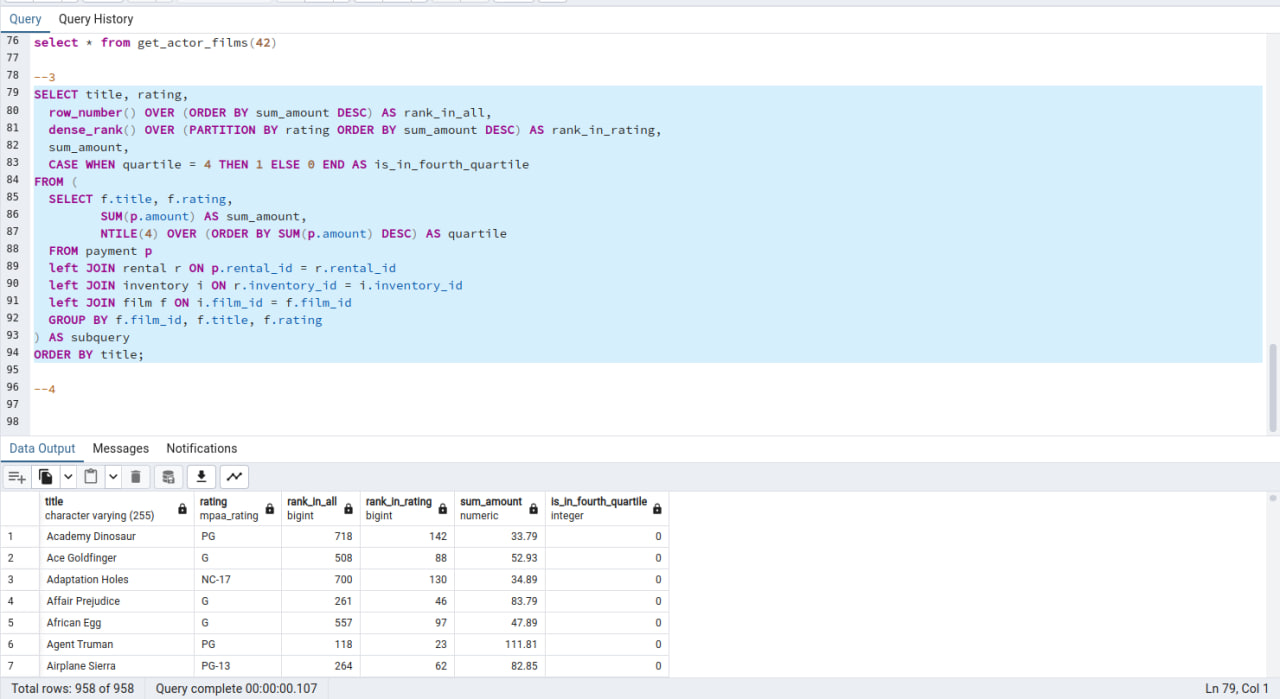 Query Query History
76 select * from get_actor_films(42)
77
78 --3
79 SELECT title, rating,
80 row_number() OVER (ORDER BY sum_amount DESC) AS rank_in_all,
81 dense_rank() OVER (PARTITION BY rating ORDER BY sum_amount DESC) AS rank_in_rating,
82 sum_amount,
83 CASE WHEN quartile = 4 THEN 1 ELSE 0 END AS is_in_fourth_quartile
84 FROM (
85 SELECT f.title, f.rating,
86 SUM(p.amount) AS sum_amount,
87 NTILE(4) OVER (ORDER BY SUM(p.amount) DESC) AS quartile
88 FROM payment p
89 left JOIN rental r ON p.rental_id = r.rental_id
90 left JOIN inventory i ON r.inventory_id = i.inventory_id
91 left JOIN film f ON i.film_id = f.film_id
92 GROUP BY f.film_id, f.title, f.rating
93 ) AS subquery
94 ORDER BY title;
95
96 --4
97
98
Data Output Messages Notifications
title rating rank_in_all rank_in_rating sum_amount is_in_fourth_quartile
character varying (255) mpaa_rating bigint bigint numeric integer
1 Academy Dinosaur PG 718 142 33.79 0
2 Ace Goldfinger G 508 88 52.93 0
3 Adaptation Holes NC-17 700 130 34.89 0
4 Affair Prejudice G 261 46 83.79 0
5 African Egg G 557 97 47.89 0
6 Agent Truman PG 118 23 111.81 0
7 Airplane Sierra PG-13 264 62 82.85 0
Total rows: 958 of 958 Query complete 00:00:00.107 Ln 79, Col 1